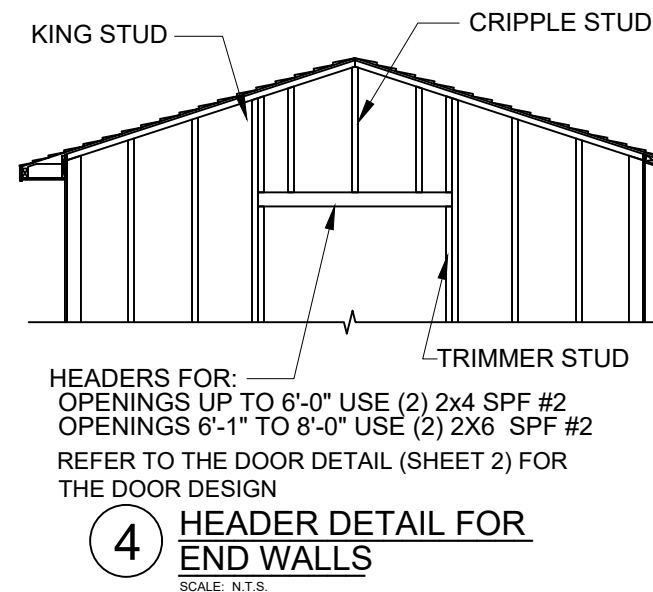 KING STUD
CRIPPLE STUD
TRIMMER STUD
HEADERS FOR:
OPENINGS UP TO 6'-0" USE (2) 2x4 SPF #2
OPENINGS 6'-1" TO 8'-0" USE (2) 2X6 SPF #2
REFER TO THE DOOR DETAIL (SHEET 2) FOR
THE DOOR DESIGN
4
HEADER DETAIL FOR
END WALLS
SCALE: N.T.S.